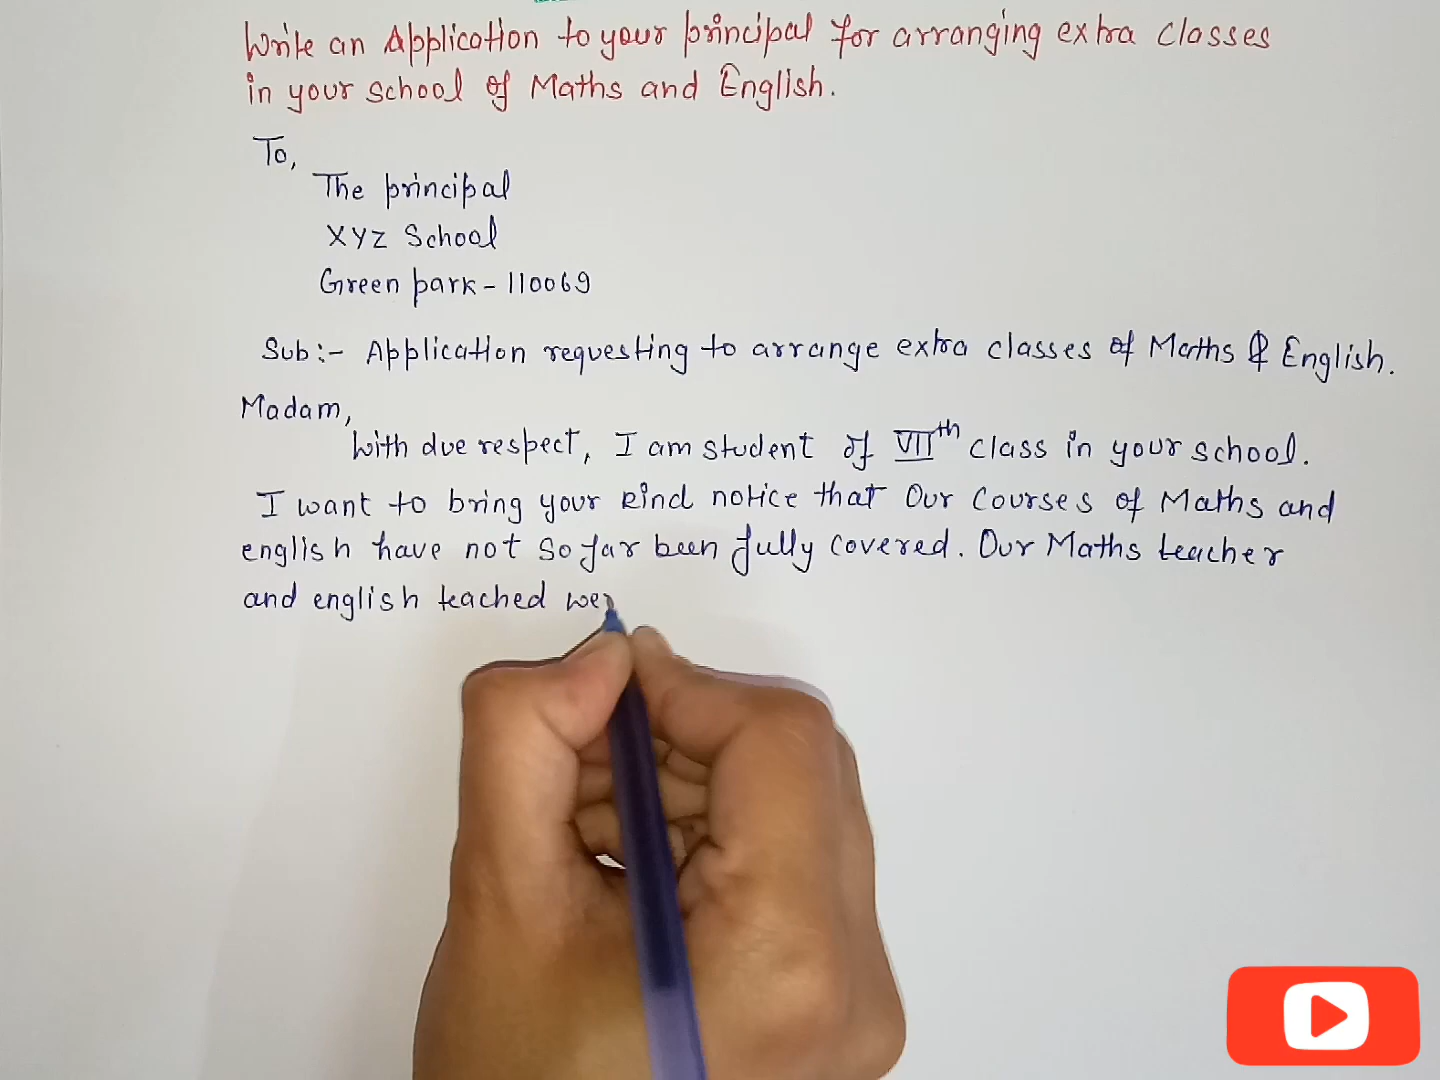 Write an Application to your principal for arranging extra classes
in your school of Maths and English.
To,
The principal
XYZ School
Green park - 110069
Sub:- Application requesting to arrange extra classes of Maths & English.
Madam,
With due respect, I am student of VIIth class in your school.
I want to bring your kind notice that Our Courses of Maths and
english have not so far been fully covered. Our Maths teacher
and english teached wer